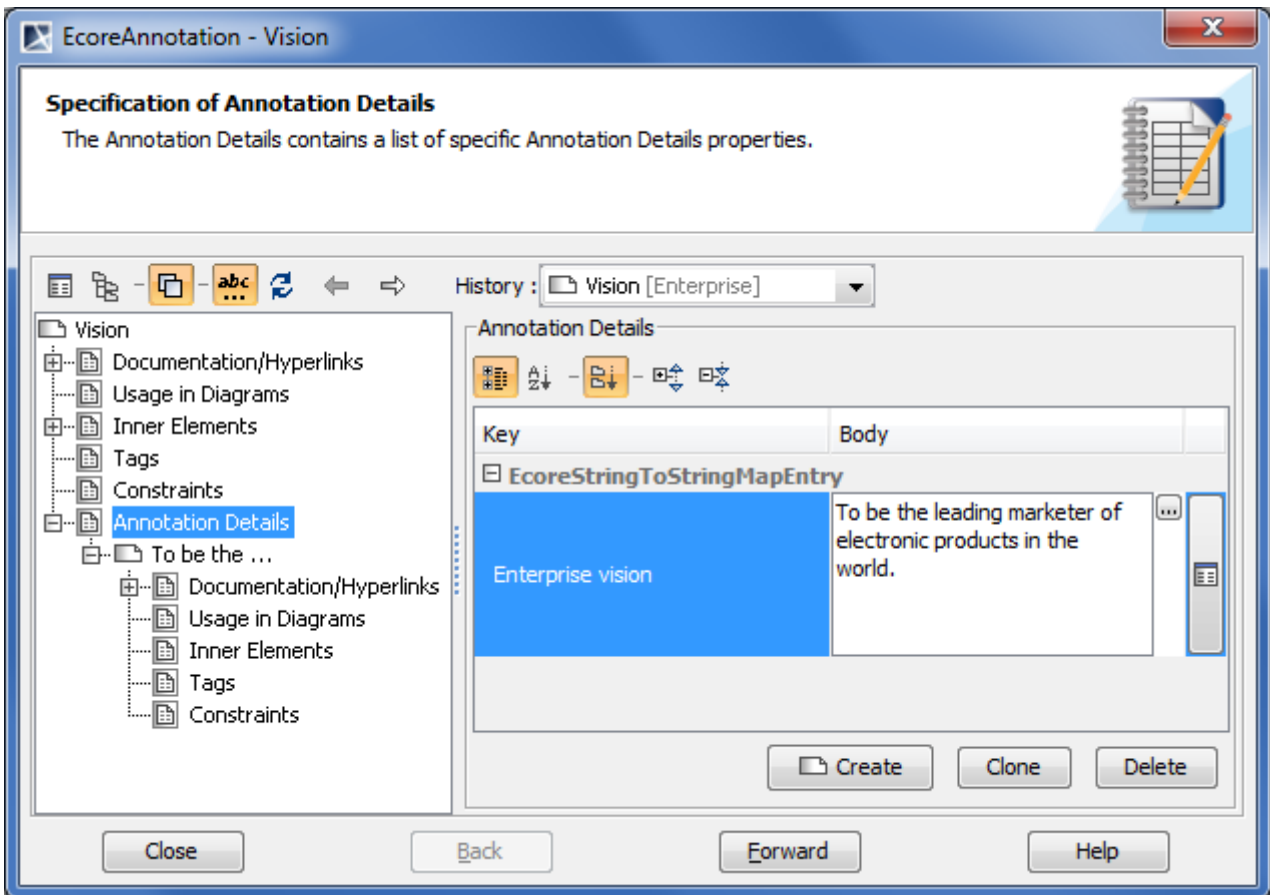 EcoreAnnotation - Vision
Specification of Annotation Details
The Annotation Details contains a list of specific Annotation Details properties.
abc
...
History : Vision [Enterprise]
Vision
Documentation/Hyperlinks
Usage in Diagrams
Inner Elements
Tags
Constraints
Annotation Details
To be the ...
Documentation/Hyperlinks
Usage in Diagrams
Inner Elements
Tags
Constraints
Annotation Details
A
Z
Key Body
EcoreStringToStringMapEntry
Enterprise vision
To be the leading marketer of
electronic products in the
world.
...
Create Clone Delete
Close Back Forward Help